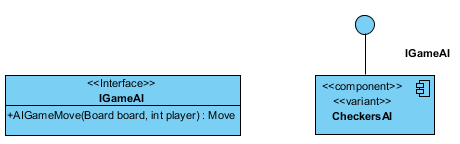 <<Interface>>
IGameAI
+AIGameMove(Board board, int player) : Move
IGameAI
<<component>>
<<variant>>
CheckersAI